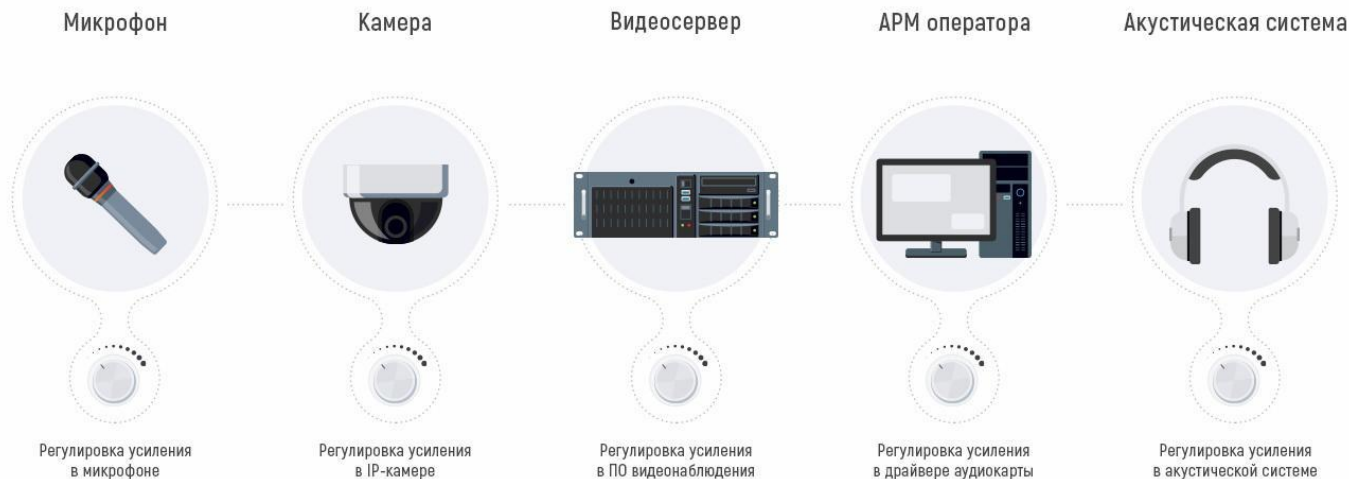 Микрофон
Камера
Видеосервер
АРМ оператора
Акустическая система
Регулировка усиления
в микрофоне
Регулировка усиления
в IP-камере
Регулировка усиления
в ПО видеонаблюдения
Регулировка усиления
в драйвере аудиокарты
Регулировка усиления
в акустической системе